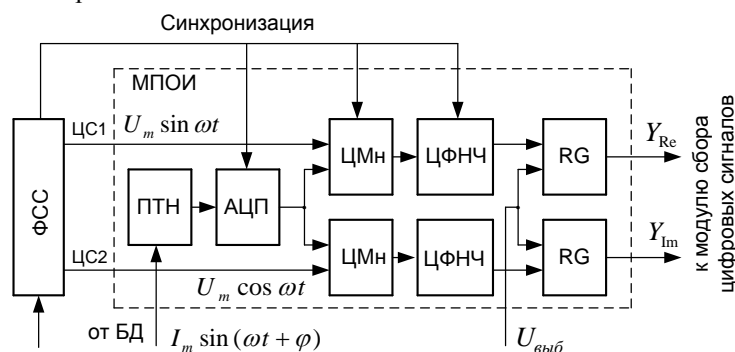 Синхронизация
МПОИ
ЦС1
U_m sin ωt
ФСС
ПТН
АЦП
ЦМн
ЦФНЧ
RG
Y_Re
ЦМн
ЦФНЧ
RG
Y_Im
ЦС2
U_m cos ωt
от БД
I_m sin (ωt + φ)
U_выб
к модулю сбора
цифровых сигналов